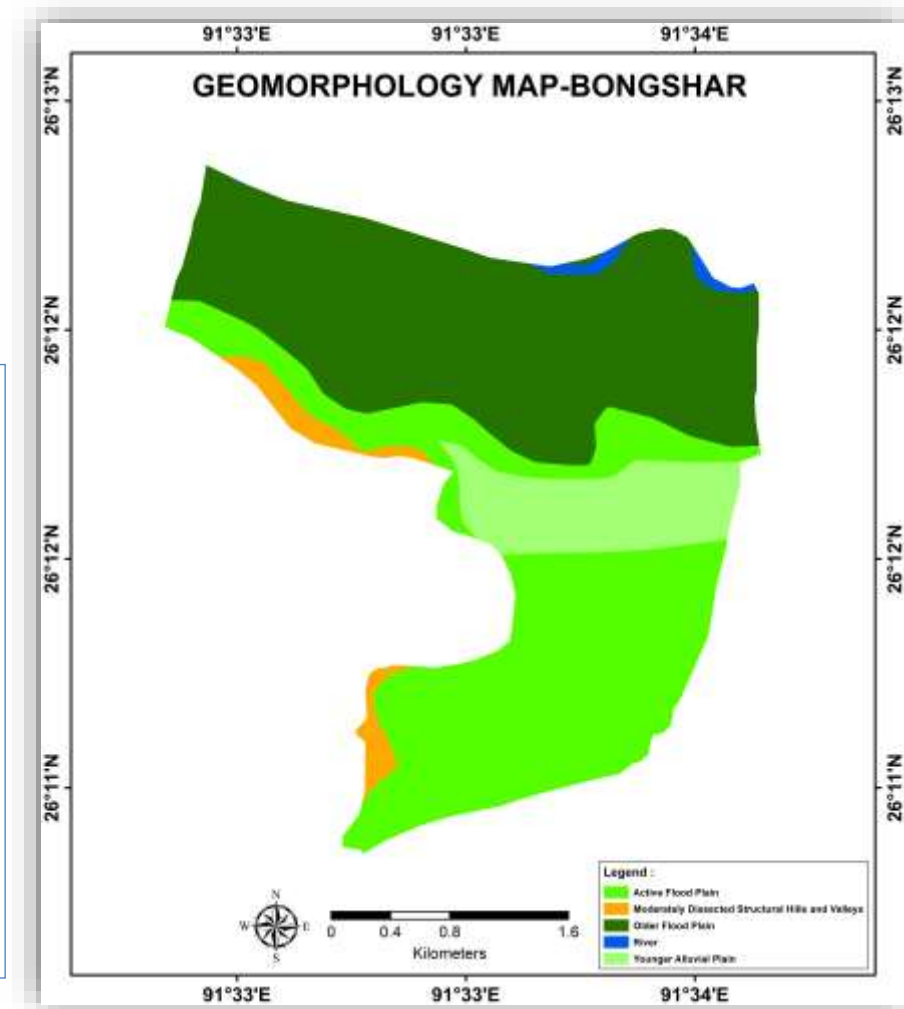 91°33'E 91°33'E 91°34'E
GEOMORPHOLOGY MAP-BONGSHAR
26°13'N 26°13'N
26°12'N 26°12'N
26°12'N 26°12'N
26°11'N 26°11'N
Legend :
Active Flood Plain
Moderately Dissected Structural Hills and Valleys
Older Flood Plain
River
Younger Alluvial Plain
N
W E
S
0 0.4 0.8 1.6
Kilometers
91°33'E 91°33'E 91°34'E